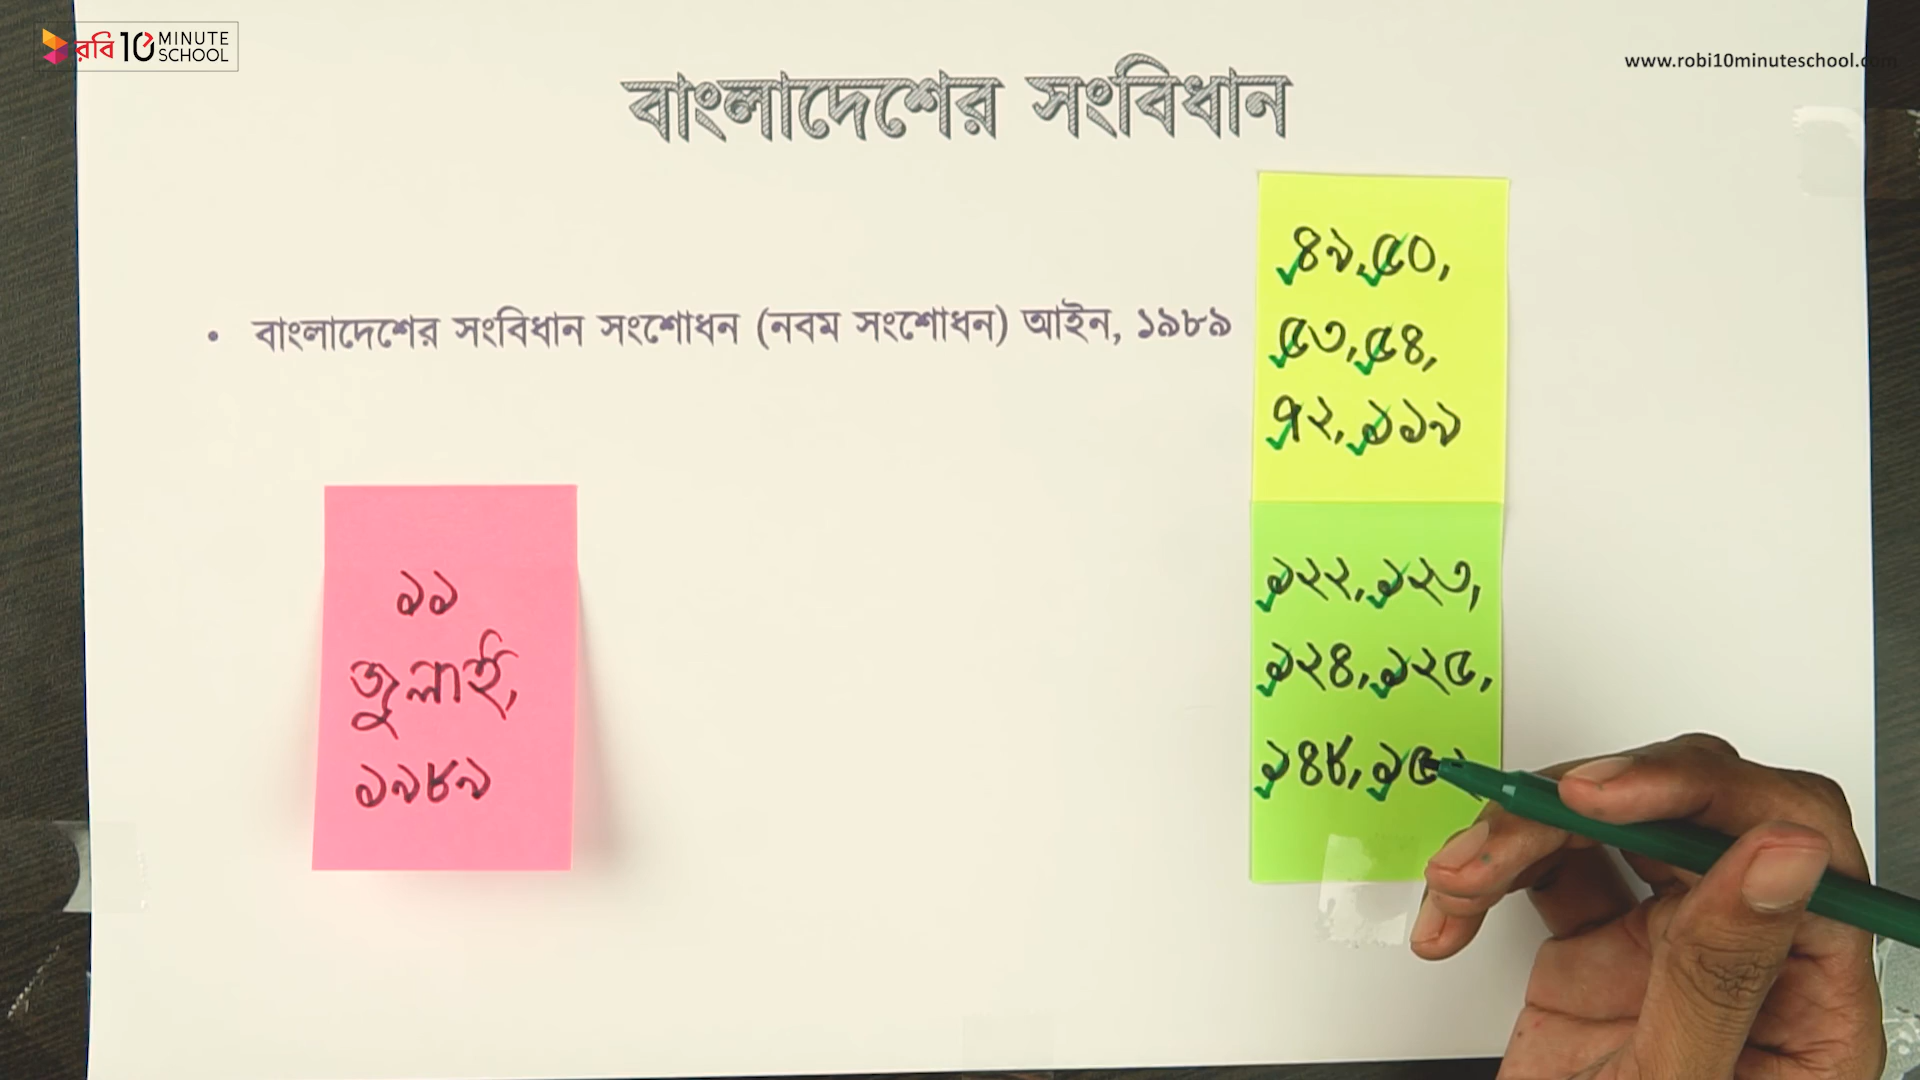 রবি 10 MINUTE SCHOOL
www.robi10minuteschool.com
বাংলাদেশের সংবিধান
• বাংলাদেশের সংবিধান সংশোধন (নবম সংশোধন) আইন, ১৯৮৯
৪৯, ৫০,
৫৩, ৫৪,
৭২, ১১৯
১২২, ১২৩,
১২৪, ১২৫,
১৪৮,
১১
জুলাই,
১৯৮৯